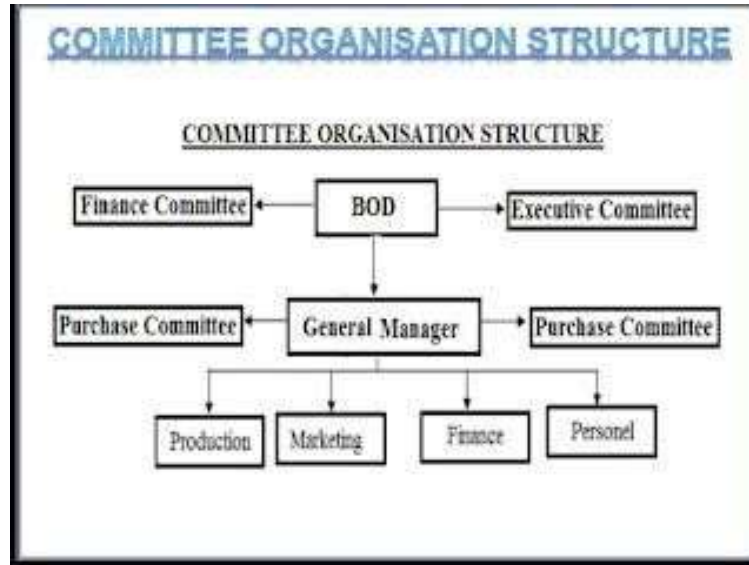 COMMITTEE ORGANISATION STRUCTURE
COMMITTEE ORGANISATION STRUCTURE
Finance Committee
BOD
Executive Committee
Purchase Committee
General Manager
Purchase Committee
Production
Marketing
Finance
Personel